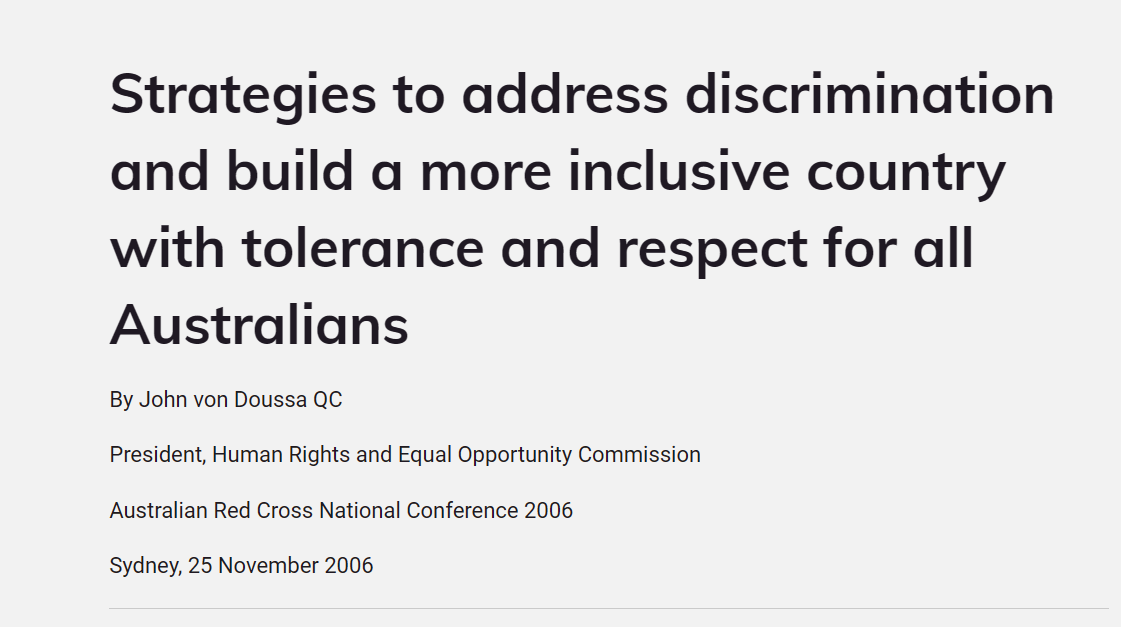 Strategies to address discrimination
and build a more inclusive country
with tolerance and respect for all
Australians
By John von Doussa QC
President, Human Rights and Equal Opportunity Commission
Australian Red Cross National Conference 2006
Sydney, 25 November 2006